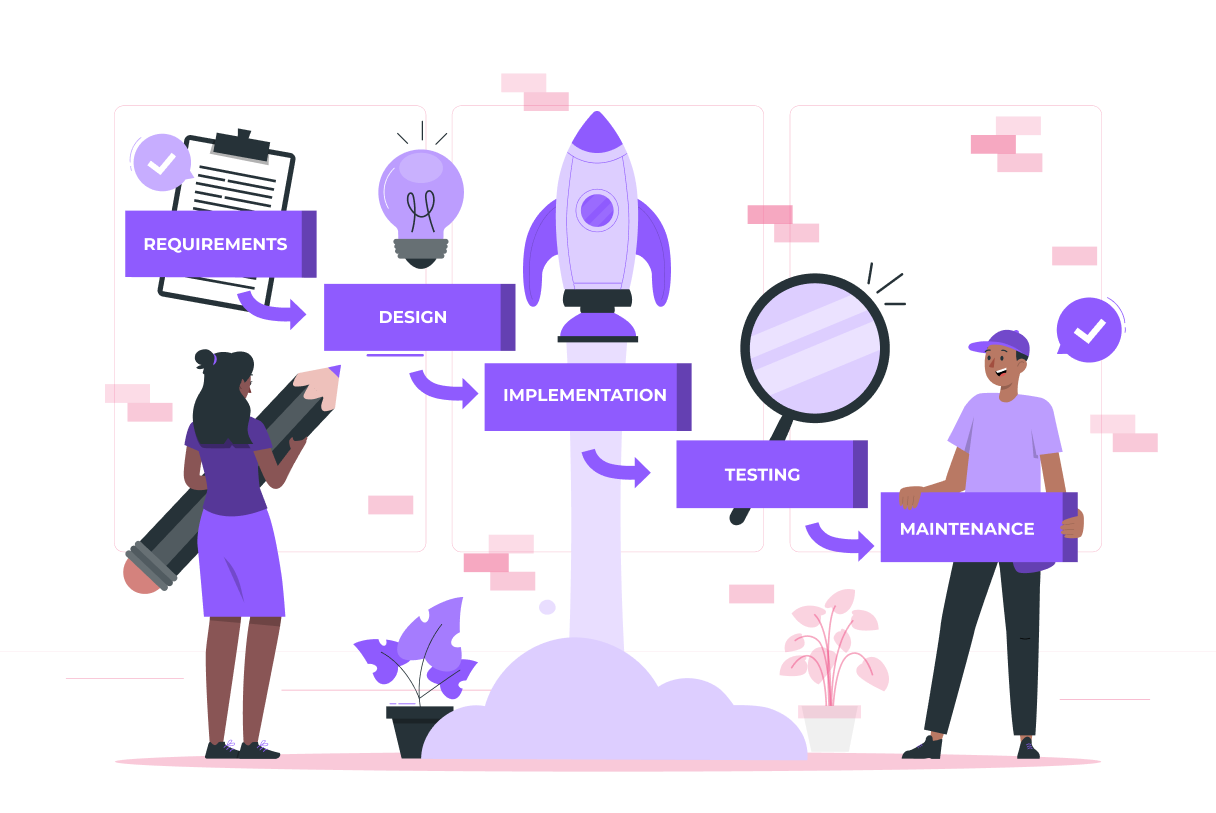 REQUIREMENTS
DESIGN
IMPLEMENTATION
TESTING
MAINTENANCE